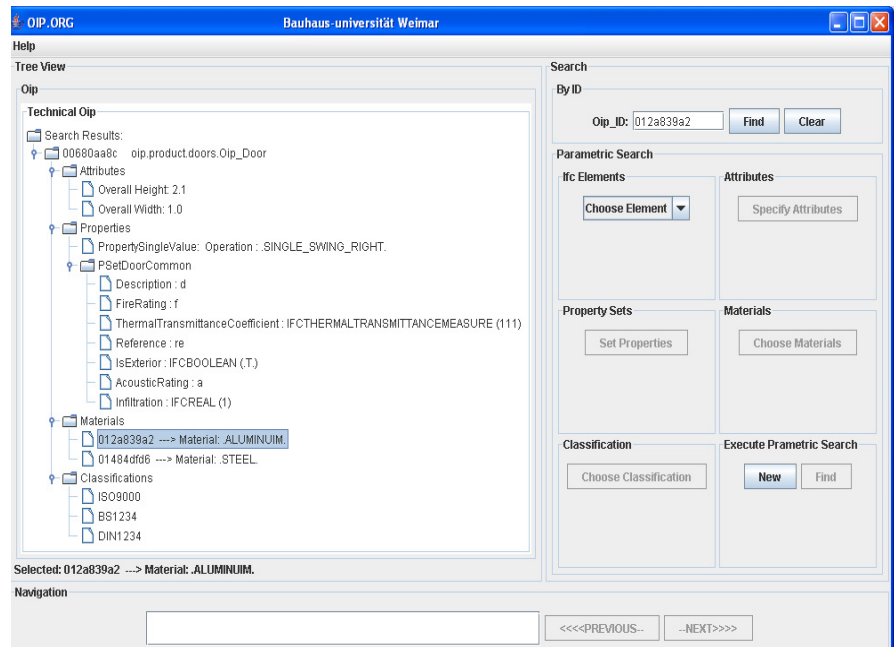 OIP.ORG Bauhaus-universität Weimar
Help
Tree View
Oip
Technical Oip
Search Results:
00680aa8c oip.product.doors.Oip_Door
Attributes
Overall Height: 2.1
Overall Width: 1.0
Properties
PropertySingleValue: Operation : .SINGLE_SWING_RIGHT.
PSetDoorCommon
Description : d
FireRating : f
ThermalTransmittanceCoefficient : IFCTHERMALTRANSMITTANCEMEASURE (111)
Reference : re
IsExterior : IFCBOOLEAN (.T.)
AcousticRating : a
Infiltration : IFCREAL (1)
Materials
012a839a2 ---> Material: .ALUMINUIM.
01484dfd6 ---> Material: .STEEL.
Classifications
ISO9000
BS1234
DIN1234
Selected: 012a839a2 ---> Material: .ALUMINUIM.
Search
By ID
Oip_ID: 012a839a2 Find Clear
Parametric Search
Ifc Elements
Choose Element
Attributes
Specify Attributes
Property Sets
Set Properties
Materials
Choose Materials
Classification
Choose Classification
Execute Prametric Search
New Find
Navigation
<<<<PREVIOUS-- --NEXT>>>>